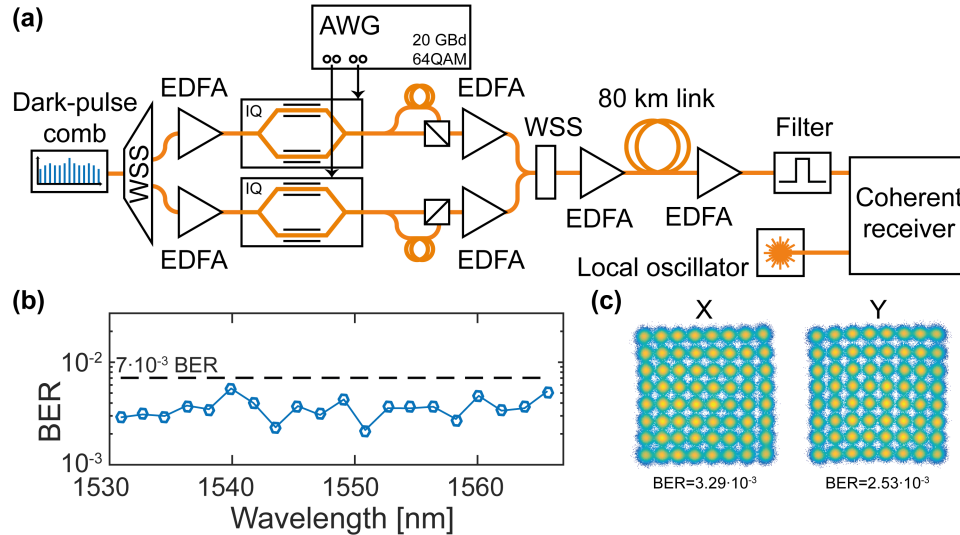 (a)
AWG
20 GBd
64QAM
EDFA
EDFA
80 km link
Dark-pulse
comb
WSS
IQ
WSS
Filter
IQ
EDFA
EDFA
EDFA
EDFA
Coherent
receiver
Local oscillator
(b)
7·10⁻³ BER
10⁻²
10⁻³
BER
1530
1540
1550
1560
Wavelength [nm]
(c)
X
Y
BER=3.29·10⁻³
BER=2.53·10⁻³